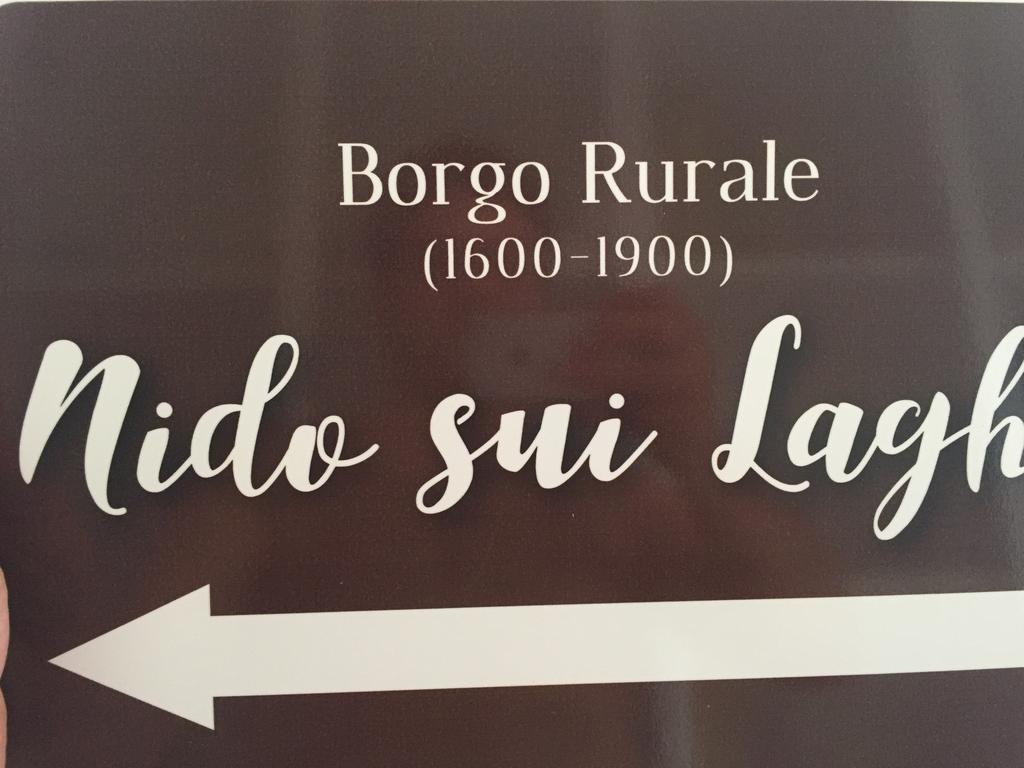 Borgo Rurale
(1600-1900)
Nido sui Lagh